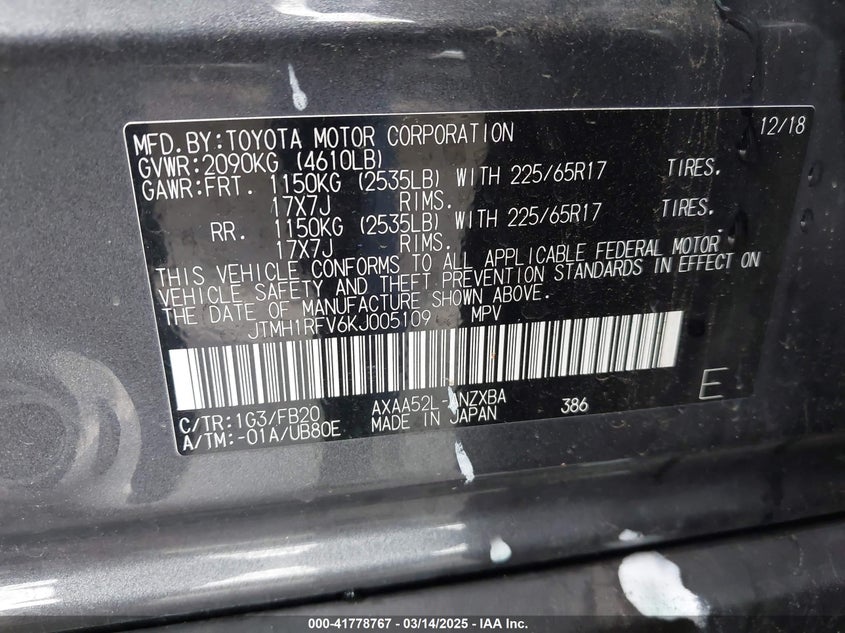 12/18
MFD.BY:TOYOTA MOTOR CORPORATION
GVWR:2090KG (4610LB)
GAWR:FRT. 1150KG (2535LB) WITH 225/65R17 TIRES.
17X7J RIMS.
RR. 1150KG (2535LB) WITH 225/65R17 TIRES.
17X7J RIMS.
THIS VEHICLE CONFORMS TO ALL APPLICABLE FEDERAL MOTOR
VEHICLE SAFETY AND THEFT PREVENTION STANDARDS IN EFFECT ON
THE DATE OF MANUFACTURE SHOWN ABOVE.
JTMH1RFV6KJ005109 MPV
E
C/TR:1G3/FB20 AXAA52L- NZXBA 386
A/TM:-01A/UB80E MADE IN JAPAN
000-41778767 - 03/14/2025 - IAA Inc.